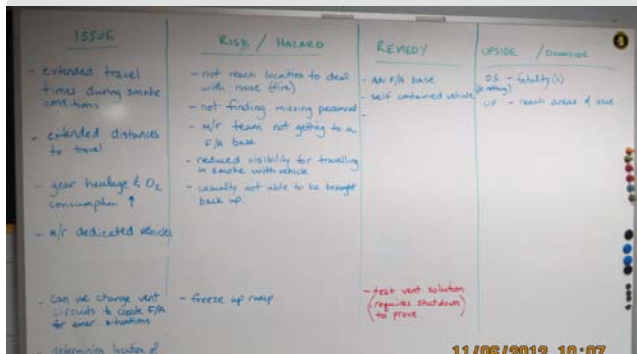 ISSUE
- extended travel
times during smoke
conditions
- extended distances
to travel
- gear haulage & O2
consumption ↑
- m/r dedicated vehicles
- Can we change vent
circuits to create F/A
for emer. situations
- determining location of
RISK / HAZARD
- not reach location to deal
with issue (fire)
- not finding missing personnel
- M/R team not getting to a
F/A base
- reduced visibility for travelling
in smoke with vehicle
- casualty not able to be brought
back up.
- freeze up ramp
REMEDY
- Adv F/A base
- self contained vehicle
-
- test vent solution
(requires shutdown)
to prove
UPSIDE / DOWNSIDE
DS - fatality(s)
UP - reach areas of issue
11/06/2012 10:07